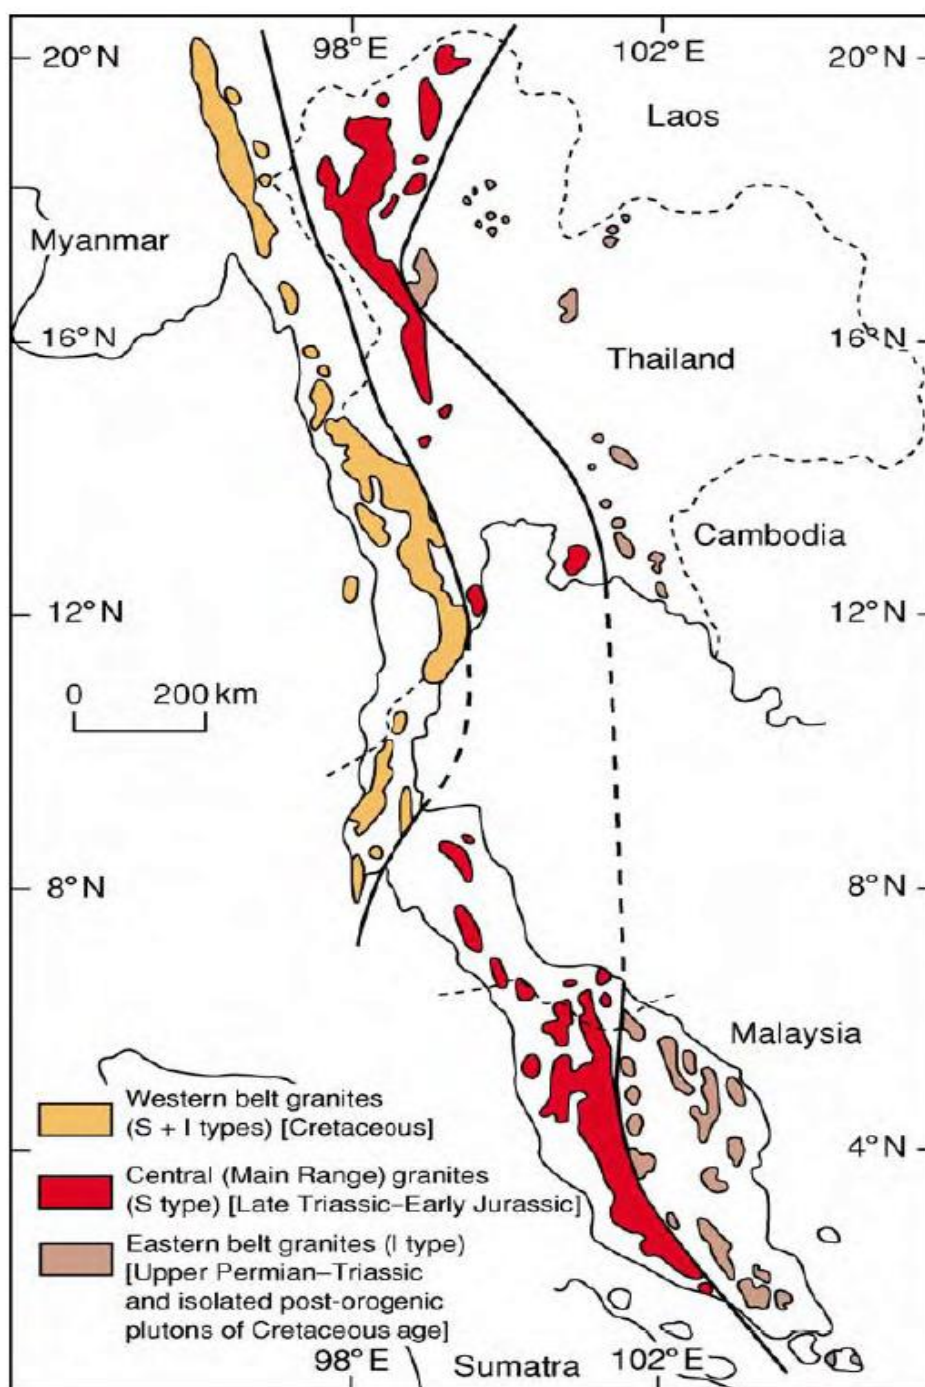 98°E 102°E
20°N 20°N
Laos
Myanmar
16°N 16°N
Thailand
Cambodia
12°N 12°N
0 200 km
8°N 8°N
Malaysia
Western belt granites
(S + I types) [Cretaceous]
4°N
Central (Main Range) granites
(S type) [Late Triassic–Early Jurassic]
Eastern belt granites (I type)
[Upper Permian–Triassic
and isolated post-orogenic
plutons of Cretaceous age]
98°E 102°E
Sumatra